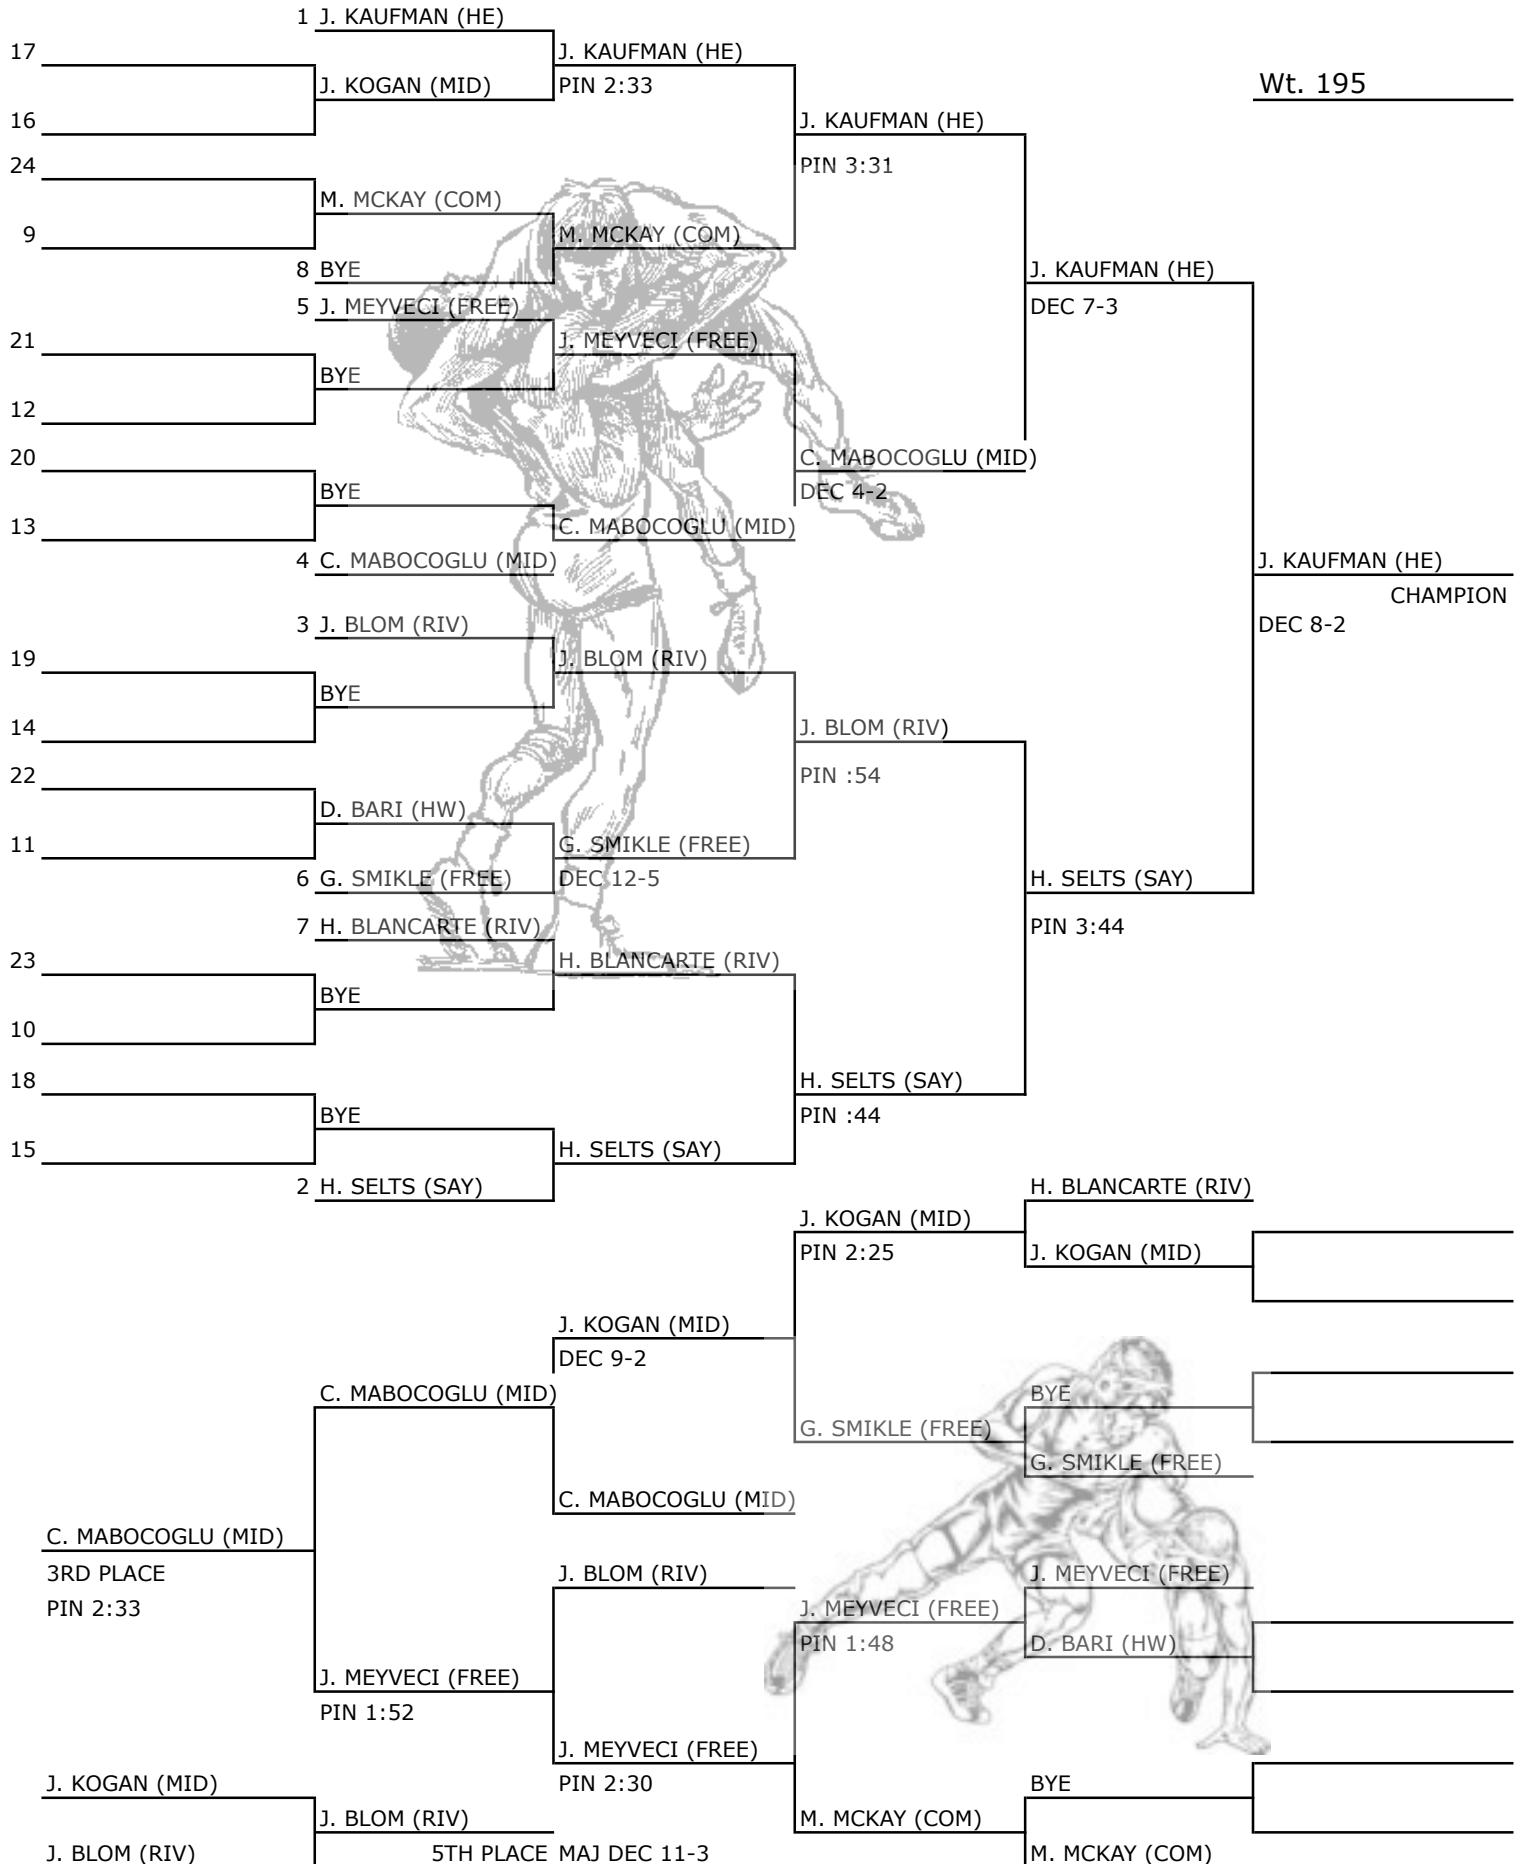 1 J. KAUFMAN (HE)
17
J. KAUFMAN (HE)
J. KOGAN (MID)
PIN 2:33
Wt. 195
16
J. KAUFMAN (HE)
24
PIN 3:31
M. MCKAY (COM)
9
M. MCKAY (COM)
8 BYE
J. KAUFMAN (HE)
5 J. MEYVECI (FREE)
DEC 7-3
21
J. MEYVECI (FREE)
BYE
12
20
C. MABOCOGLU (MID)
BYE
DEC 4-2
13
C. MABOCOGLU (MID)
4 C. MABOCOGLU (MID)
J. KAUFMAN (HE)
CHAMPION
3 J. BLOM (RIV)
DEC 8-2
19
J. BLOM (RIV)
BYE
14
J. BLOM (RIV)
22
PIN :54
D. BARI (HW)
11
G. SMIKLE (FREE)
6 G. SMIKLE (FREE)
DEC 12-5
H. SELTS (SAY)
7 H. BLANCARTE (RIV)
PIN 3:44
23
H. BLANCARTE (RIV)
BYE
10
18
H. SELTS (SAY)
BYE
PIN :44
15
H. SELTS (SAY)
2 H. SELTS (SAY)
H. BLANCARTE (RIV)
J. KOGAN (MID)
PIN 2:25
J. KOGAN (MID)
J. KOGAN (MID)
DEC 9-2
C. MABOCOGLU (MID)
BYE
G. SMIKLE (FREE)
G. SMIKLE (FREE)
C. MABOCOGLU (MID)
C. MABOCOGLU (MID)
3RD PLACE
J. BLOM (RIV)
J. MEYVECI (FREE)
PIN 2:33
J. MEYVECI (FREE)
PIN 1:48
D. BARI (HW)
J. MEYVECI (FREE)
PIN 1:52
J. MEYVECI (FREE)
J. KOGAN (MID)
PIN 2:30
BYE
J. BLOM (RIV)
M. MCKAY (COM)
J. BLOM (RIV)
5TH PLACE MAJ DEC 11-3
M. MCKAY (COM)